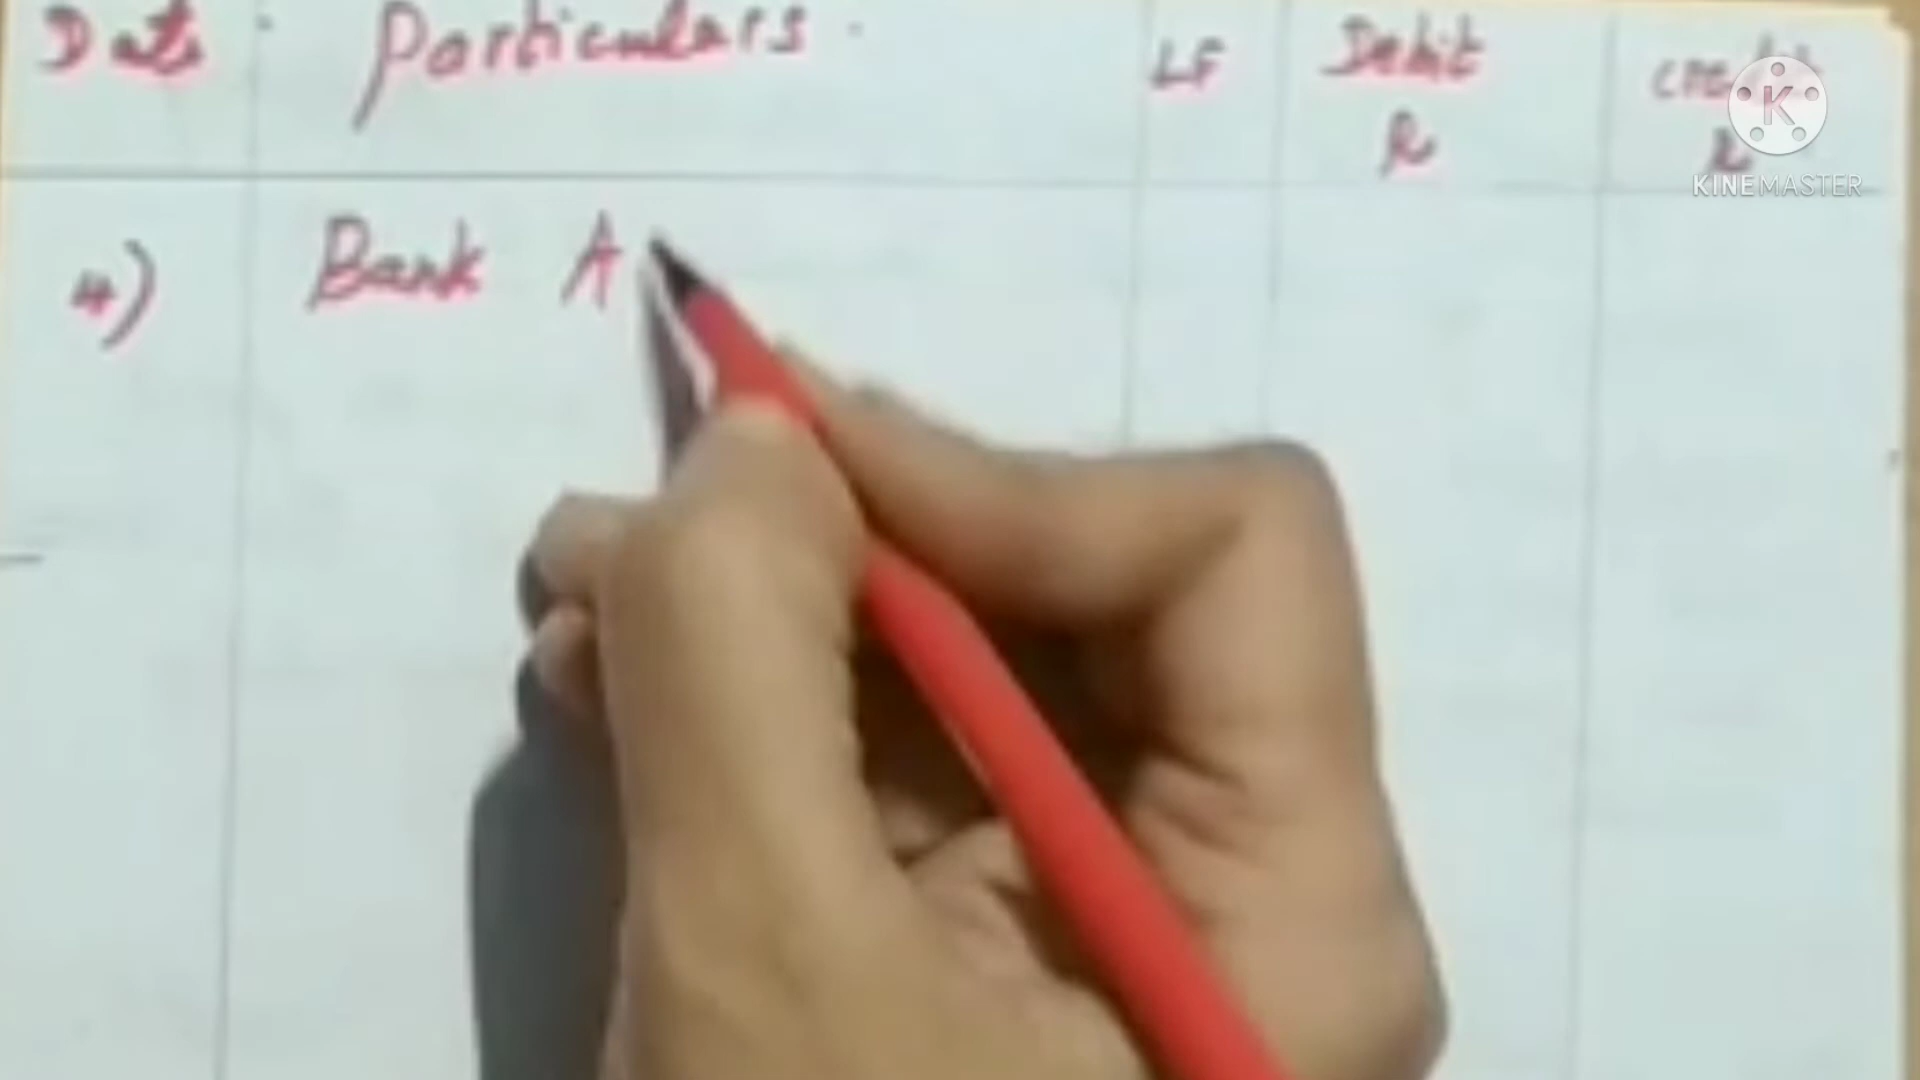 Date Particulars. LF Debit credit
K
KINEMASTER
4) Bank A